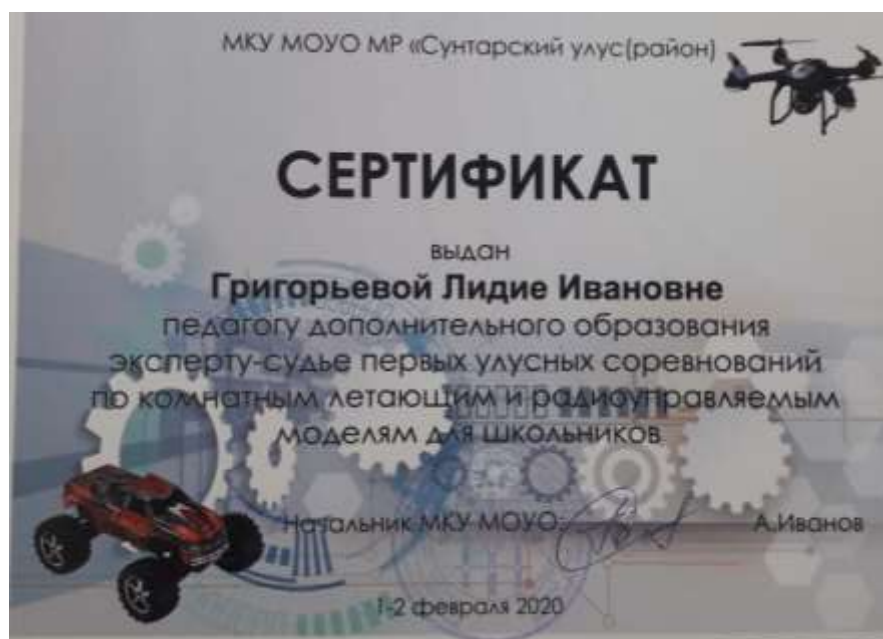 МКУ МОУО МР «Сунтарский улус(район)
СЕРТИФИКАТ
выдан
Григорьевой Лидие Ивановне
педагогу дополнительного образования
эксперту-судье первых улусных соревнований
по комнатным летающим и радиоуправляемым
моделям для школьников
Начальник МКУ МОУО: А.Иванов
1-2 февраля 2020